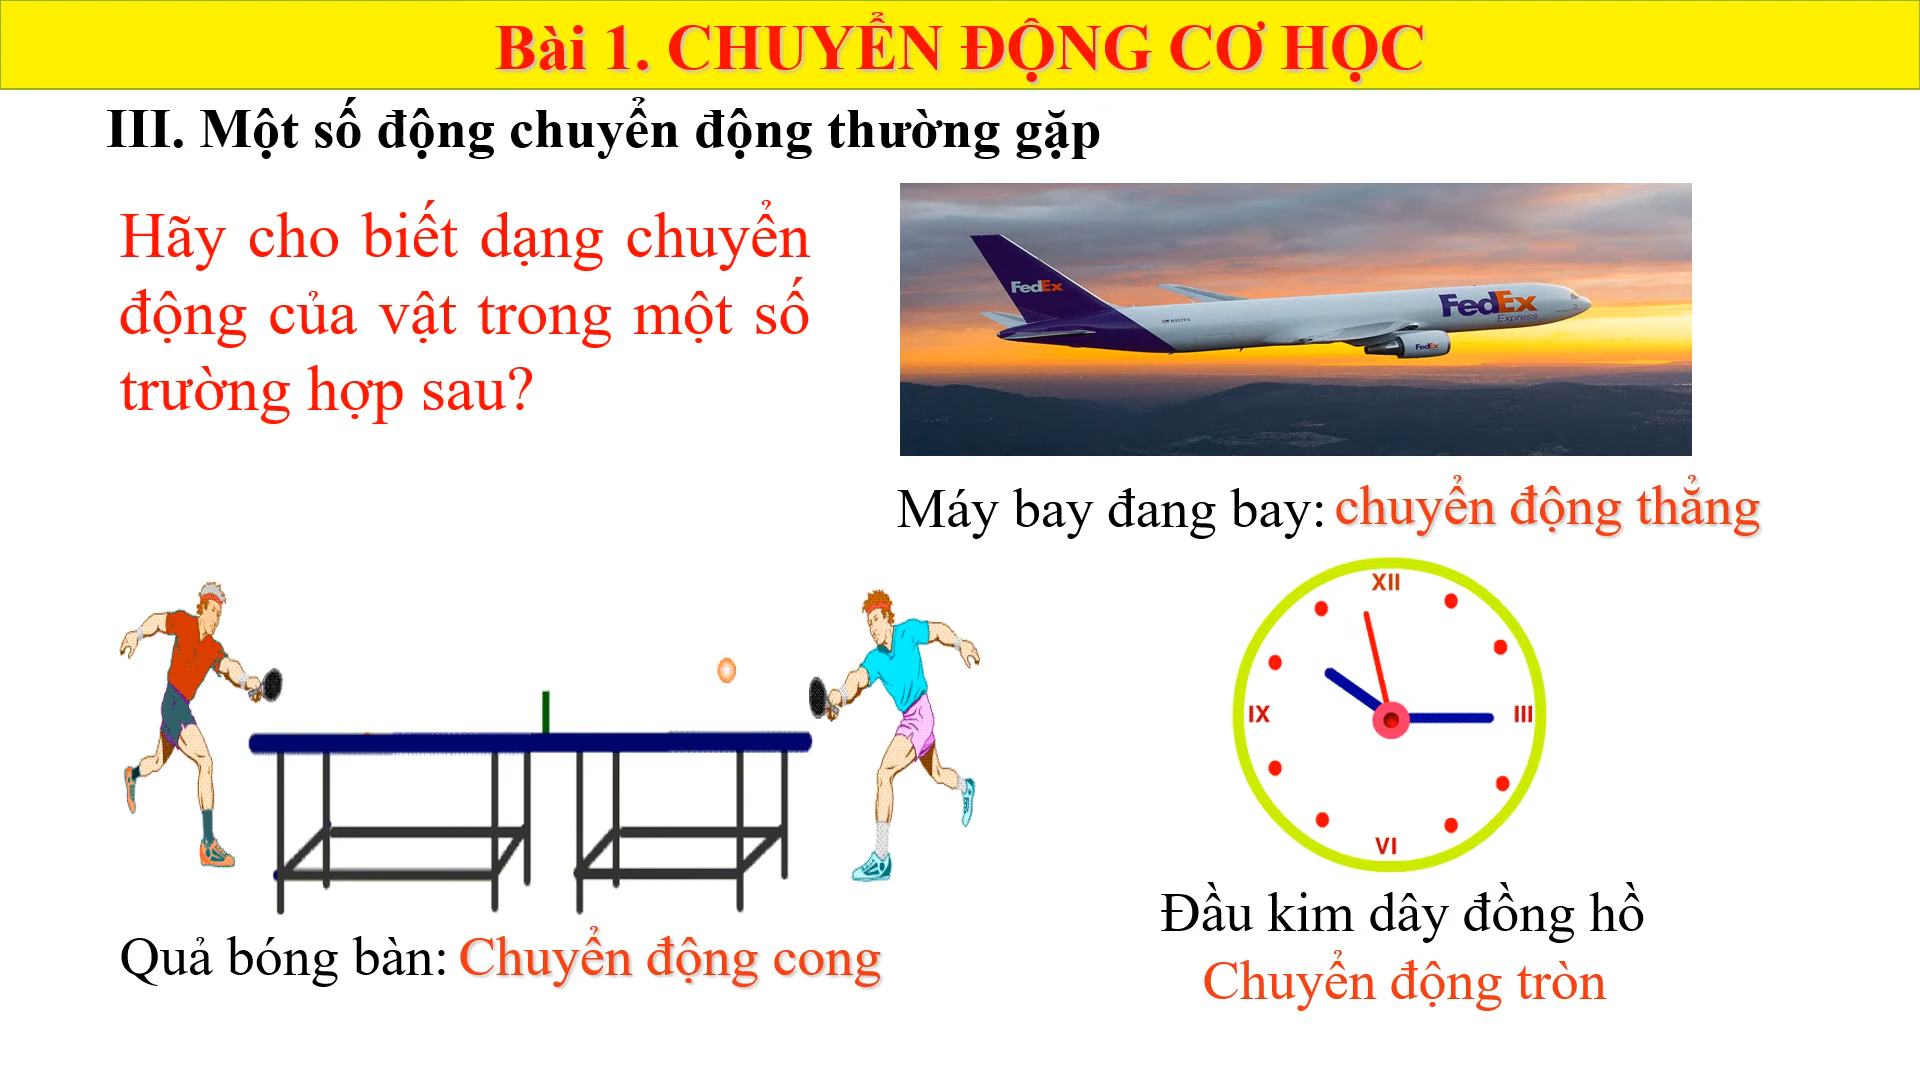 Bài 1. CHUYỂN ĐỘNG CƠ HỌC
III. Một số động chuyển động thường gặp
Hãy cho biết dạng chuyển
động của vật trong một số
trường hợp sau?
FedEx
FedEx
Express
FedEx
Máy bay đang bay: chuyển động thẳng
XII
IX
III
VI
Quả bóng bàn: Chuyển động cong
Đầu kim dây đồng hồ
Chuyển động tròn